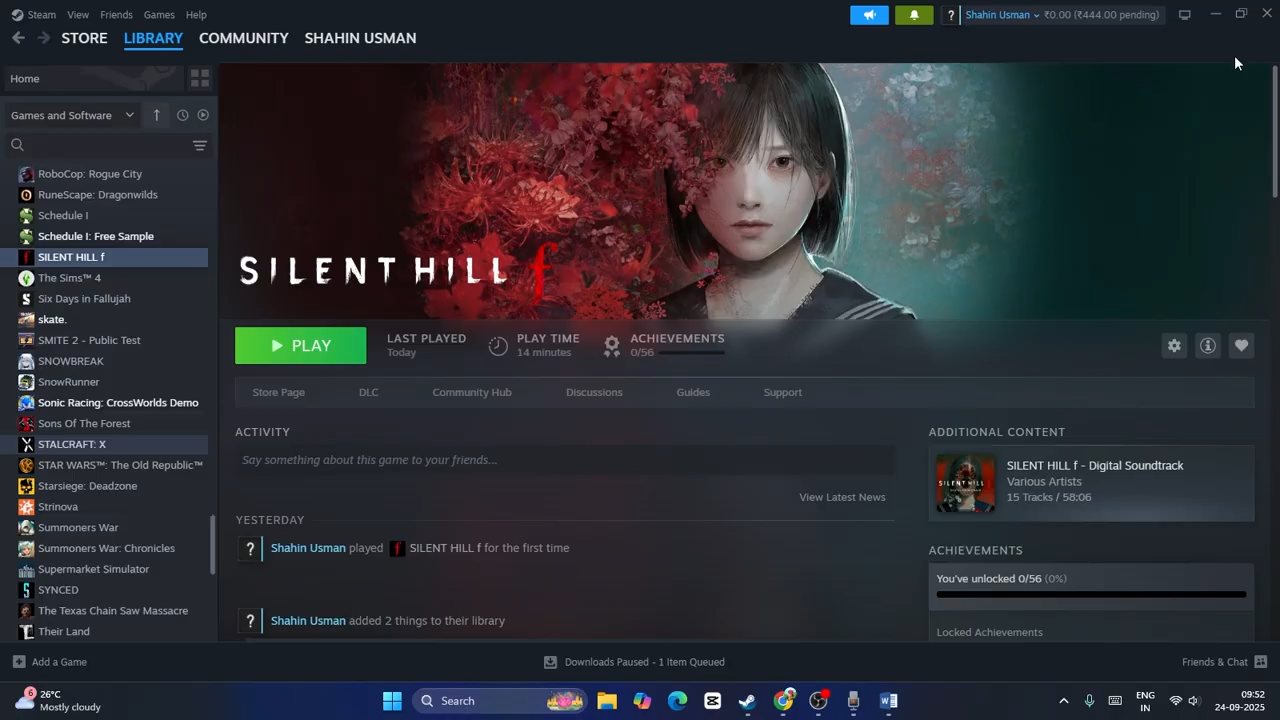 Steam View Friends Games Help
Shahin Usman ₹0.00 (₹444.00 pending)
STORE LIBRARY COMMUNITY SHAHIN USMAN
Home
Games and Software
RoboCop: Rogue City
RuneScape: Dragonwilds
Schedule I
Schedule I: Free Sample
SILENT HILL f
The Sims™ 4
Six Days in Fallujah
skate.
SMITE 2 - Public Test
SNOWBREAK
SnowRunner
Sonic Racing: CrossWorlds Demo
Sons Of The Forest
STALCRAFT: X
STAR WARS™: The Old Republic™
Starsiege: Deadzone
Strinova
Summoners War
Summoners War: Chronicles
Supermarket Simulator
SYNCED
The Texas Chain Saw Massacre
Their Land
SILENT HILL f
PLAY
LAST PLAYED
Today
PLAY TIME
14 minutes
ACHIEVEMENTS
0/56
Store Page DLC Community Hub Discussions Guides Support
ACTIVITY
Say something about this game to your friends...
View Latest News
YESTERDAY
Shahin Usman played SILENT HILL f for the first time
Shahin Usman added 2 things to their library
ADDITIONAL CONTENT
SILENT HILL f - Digital Soundtrack
Various Artists
15 Tracks / 58:06
ACHIEVEMENTS
You've unlocked 0/56 (0%)
Locked Achievements
Add a Game
Downloads Paused - 1 Item Queued
Friends & Chat
6
26°C
Mostly cloudy
Search
ENG
IN
09:52
24-09-2025